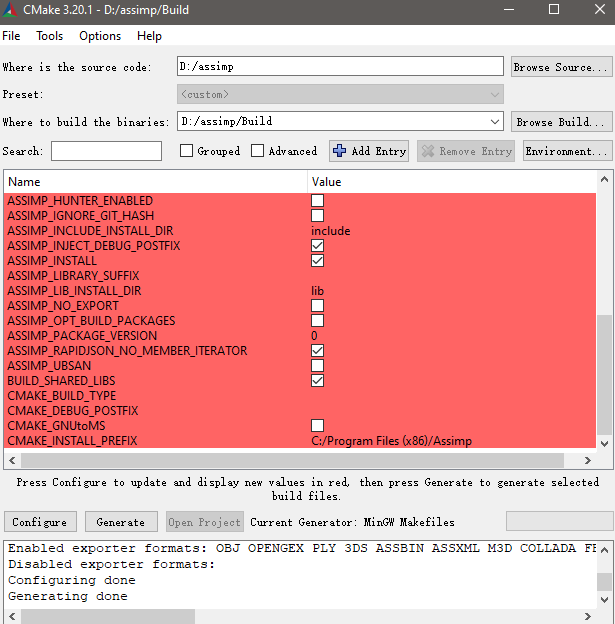 CMake 3.20.1 - D:/assimp/Build
File Tools Options Help
Where is the source code: D:/assimp Browse Source...
Preset: <custom>
Where to build the binaries: D:/assimp/Build Browse Build...
Search: Grouped Advanced Add Entry Remove Entry Environment...
Name Value
ASSIMP_HUNTER_ENABLED
ASSIMP_IGNORE_GIT_HASH
ASSIMP_INCLUDE_INSTALL_DIR include
ASSIMP_INJECT_DEBUG_POSTFIX
ASSIMP_INSTALL
ASSIMP_LIBRARY_SUFFIX
ASSIMP_LIB_INSTALL_DIR lib
ASSIMP_NO_EXPORT
ASSIMP_OPT_BUILD_PACKAGES
ASSIMP_PACKAGE_VERSION 0
ASSIMP_RAPIDJSON_NO_MEMBER_ITERATOR
ASSIMP_UBSAN
BUILD_SHARED_LIBS
CMAKE_BUILD_TYPE
CMAKE_DEBUG_POSTFIX
CMAKE_GNUtoMS
CMAKE_INSTALL_PREFIX C:/Program Files (x86)/Assimp
Press Configure to update and display new values in red, then press Generate to generate selected
build files.
Configure Generate Open Project Current Generator: MinGW Makefiles
Enabled exporter formats: OBJ OPENGEX PLY 3DS ASSBIN ASSXML M3D COLLADA
Disabled exporter formats:
Configuring done
Generating done